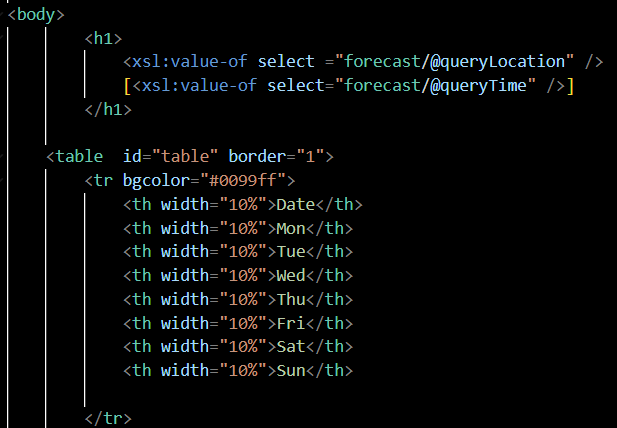 <body>
<h1>
<xsl:value-of select ="forecast/@queryLocation" />
[<xsl:value-of select="forecast/@queryTime" />]
</h1>
<table  id="table" border="1">
<tr bgcolor="#0099ff">
<th width="10%">Date</th>
<th width="10%">Mon</th>
<th width="10%">Tue</th>
<th width="10%">Wed</th>
<th width="10%">Thu</th>
<th width="10%">Fri</th>
<th width="10%">Sat</th>
<th width="10%">Sun</th>
</tr>